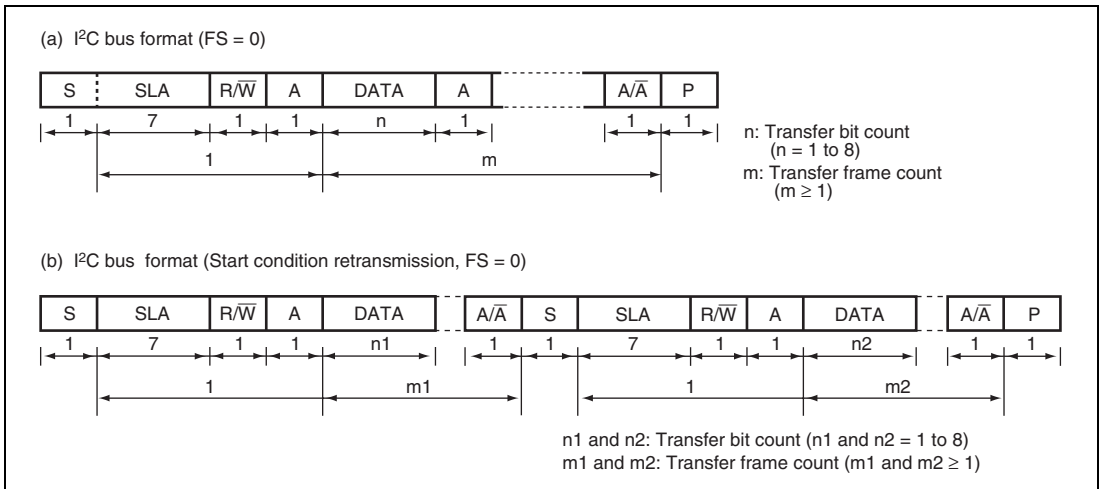 (a) I²C bus format (FS = 0)
S SLA R/W̅ A DATA A A/A̅ P
1 7 1 1 n 1 1 1
1 m
n: Transfer bit count
(n = 1 to 8)
m: Transfer frame count
(m ≥ 1)
(b) I²C bus format (Start condition retransmission, FS = 0)
S SLA R/W̅ A DATA A/A̅ S SLA R/W̅ A DATA A/A̅ P
1 7 1 1 n1 1 1 7 1 1 n2 1 1
1 m1 1 m2
n1 and n2: Transfer bit count (n1 and n2 = 1 to 8)
m1 and m2: Transfer frame count (m1 and m2 ≥ 1)